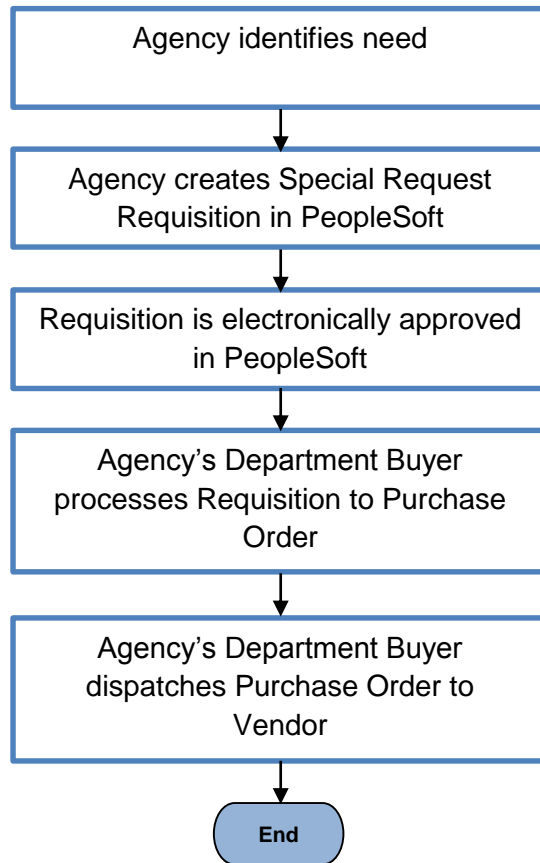 Agency identifies need
Agency creates Special Request
Requisition in PeopleSoft
Requisition is electronically approved
in PeopleSoft
Agency’s Department Buyer
processes Requisition to Purchase
Order
Agency’s Department Buyer
dispatches Purchase Order to
Vendor
End